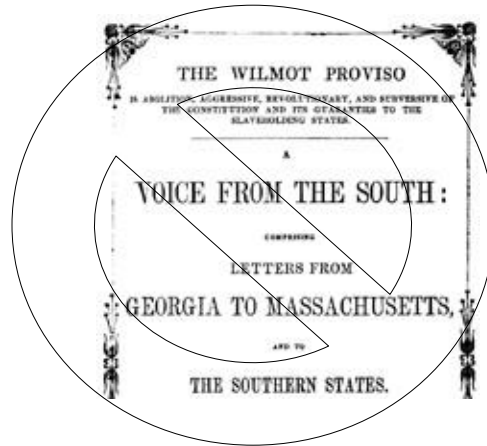 THE WILMOT PROVISO
IS ABOLITION, AGGRESSIVE, REVOLUTIONARY, AND SUBVERSIVE OF
THE CONSTITUTION AND ITS GUARANTIES TO THE
SLAVEHOLDING STATES.
A
VOICE FROM THE SOUTH:
COMPRISING
LETTERS FROM
GEORGIA TO MASSACHUSETTS,
AND TO
THE SOUTHERN STATES.